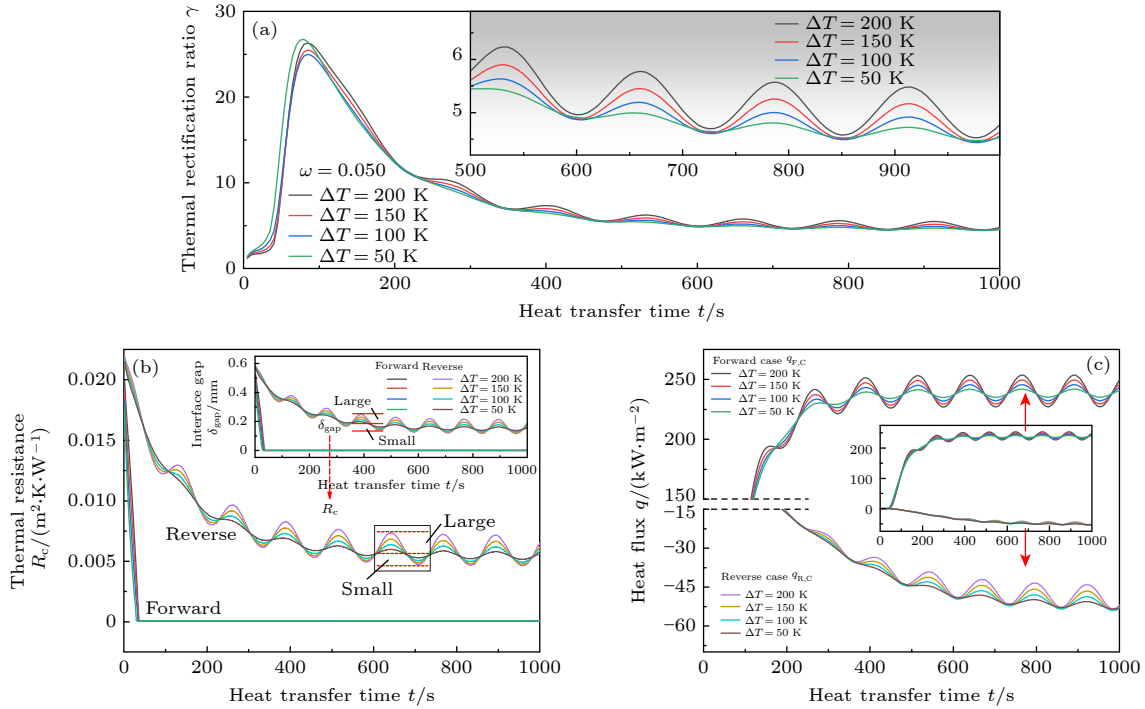 (a)
Thermal rectification ratio γ
30
25
20
15
10
5
0
ω = 0.050
ΔT = 200 K
ΔT = 150 K
ΔT = 100 K
ΔT = 50 K
6
5
500 600 700 800 900
ΔT = 200 K
ΔT = 150 K
ΔT = 100 K
ΔT = 50 K
0 200 400 600 800 1000
Heat transfer time t/s
(b)
Thermal resistance
Rc/(m²·K·W−1)
0.020
0.015
0.010
0.005
0
Reverse
Forward
Large
Small
Interface gap
δgap/mm
0.6
0.4
0.2
0
Forward Reverse
ΔT = 200 K
ΔT = 150 K
ΔT = 100 K
ΔT = 50 K
Large
δgap
Small
0 200 400 600 800 1000
Heat transfer time t/s
Rc
0 200 400 600 800 1000
Heat transfer time t/s
(c)
Heat flux q/(kW·m−2)
250
225
200
175
150
−15
−30
−45
−60
Forward case qF,C
ΔT = 200 K
ΔT = 150 K
ΔT = 100 K
ΔT = 50 K
200
100
0
0 200 400 600 800 1000
Reverse case qR,C
ΔT = 200 K
ΔT = 150 K
ΔT = 100 K
ΔT = 50 K
0 200 400 600 800 1000
Heat transfer time t/s